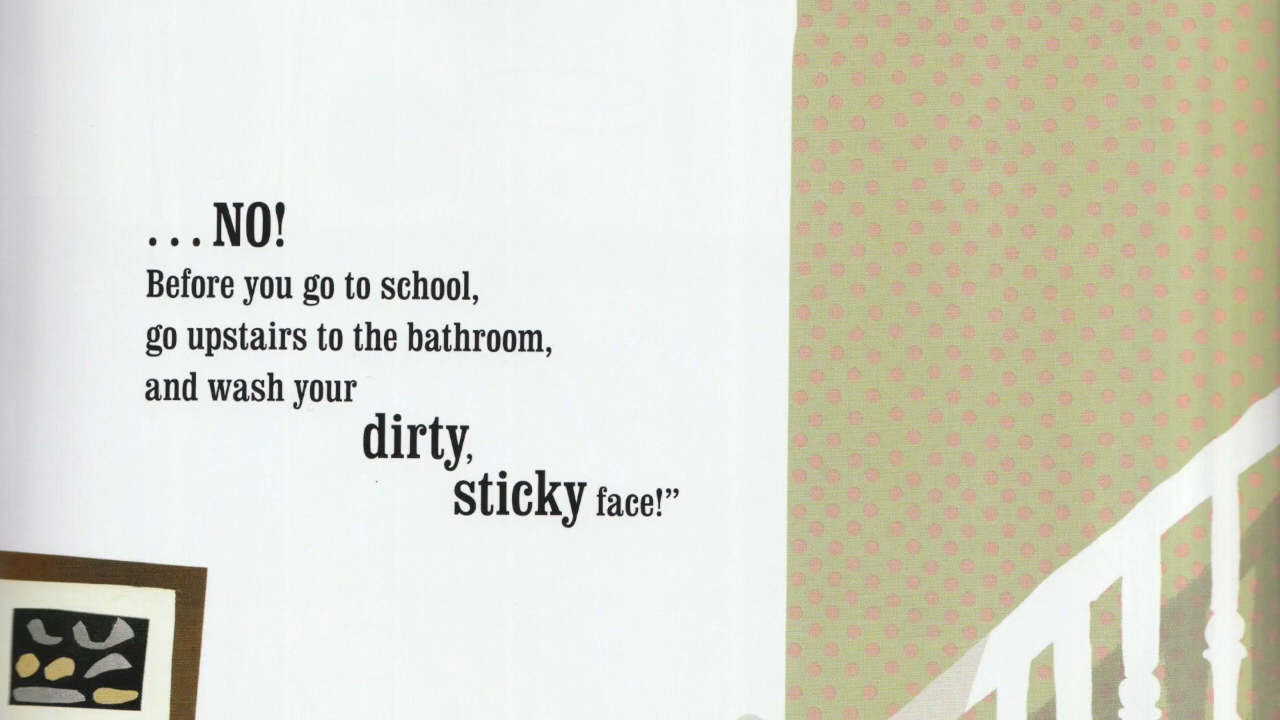 . . . NO!
Before you go to school,
go upstairs to the bathroom,
and wash your
dirty,
sticky face!”